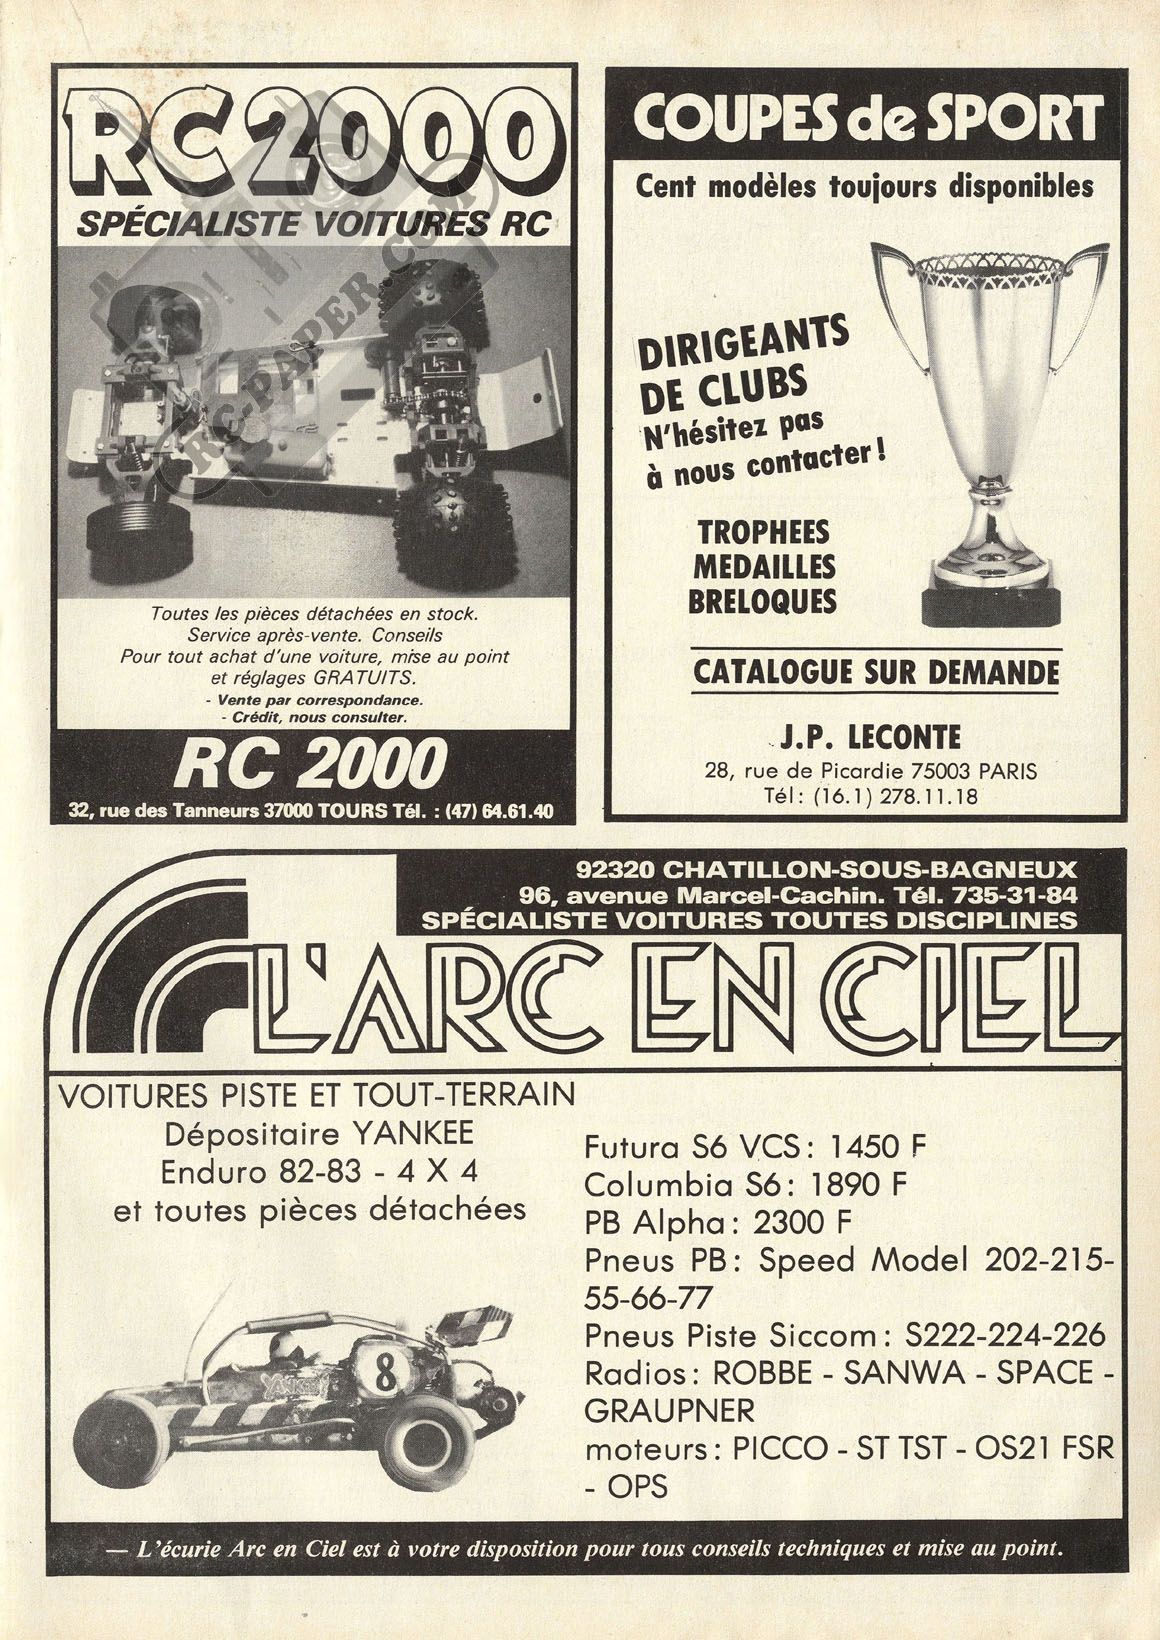 RC 2000
SPÉCIALISTE VOITURES RC
RC-PAPER.COM
Toutes les pièces détachées en stock.
Service après-vente. Conseils
Pour tout achat d'une voiture, mise au point
et réglages GRATUITS.
- Vente par correspondance.
- Crédit, nous consulter.
RC 2000
32, rue des Tanneurs 37000 TOURS Tél. : (47) 64.61.40
COUPES de SPORT
Cent modèles toujours disponibles
DIRIGEANTS
DE CLUBS
N'hésitez pas
à nous contacter !
TROPHEES
MEDAILLES
BRELOQUES
CATALOGUE SUR DEMANDE
J.P. LECONTE
28, rue de Picardie 75003 PARIS
Tél : (16.1) 278.11.18
92320 CHATILLON-SOUS-BAGNEUX
96, avenue Marcel-Cachin. Tél. 735-31-84
SPÉCIALISTE VOITURES TOUTES DISCIPLINES
L'ARC EN CIEL
VOITURES PISTE ET TOUT-TERRAIN
Dépositaire YANKEE
Enduro 82-83 - 4 X 4
et toutes pièces détachées
YANKEE
8
Futura S6 VCS : 1450 F
Columbia S6 : 1890 F
PB Alpha : 2300 F
Pneus PB : Speed Model 202-215-
55-66-77
Pneus Piste Siccom : S222-224-226
Radios : ROBBE - SANWA - SPACE -
GRAUPNER
moteurs : PICCO - ST TST - OS21 FSR
- OPS
— L'écurie Arc en Ciel est à votre disposition pour tous conseils techniques et mise au point.